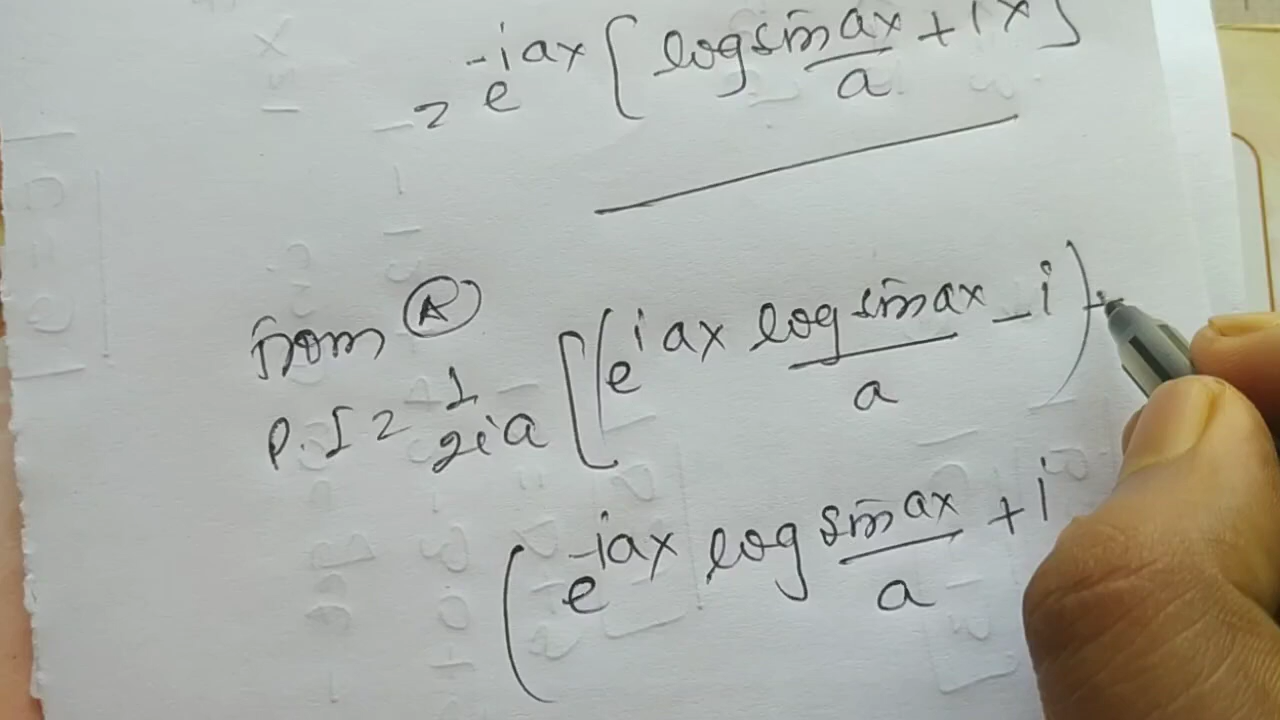 = e^{-iax} [ log sin ax / a + ix ]
from (A)
P.I = 1/2ia [ ( e^{iax} log sin ax / a - i ) -
( e^{-iax} log sin ax / a + i